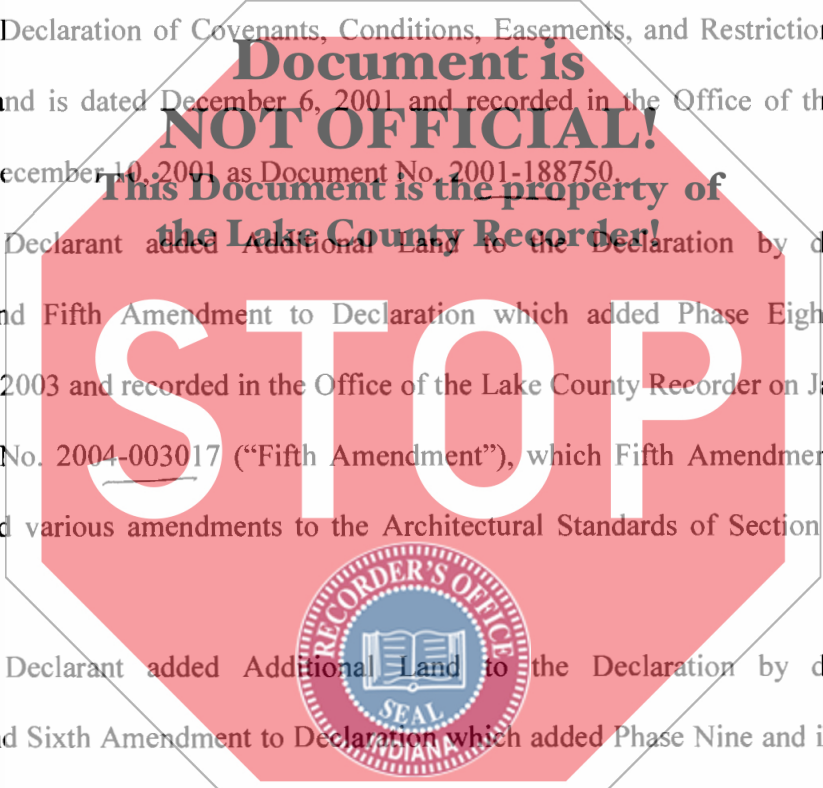 Declaration of Covenants, Conditions, Easements, and Restriction
Document is
nd is dated December 6, 2001 and recorded in the Office of th
NOT OFFICIAL!
ecember 10, 2001 as Document No. 2001-188750.
This Document is the property of
the Lake County Recorder!
Declarant added Additional Land to the Declaration by d
nd Fifth Amendment to Declaration which added Phase Eigh
2003 and recorded in the Office of the Lake County Recorder on Ja
No. 2004-003017 (“Fifth Amendment”), which Fifth Amendmen
STOP
d various amendments to the Architectural Standards of Section
RECORDER'S OFFICE
Declarant added Additional Land to the Declaration by d
SEAL
d Sixth Amendment to Declaration which added Phase Nine and i
INDIANA